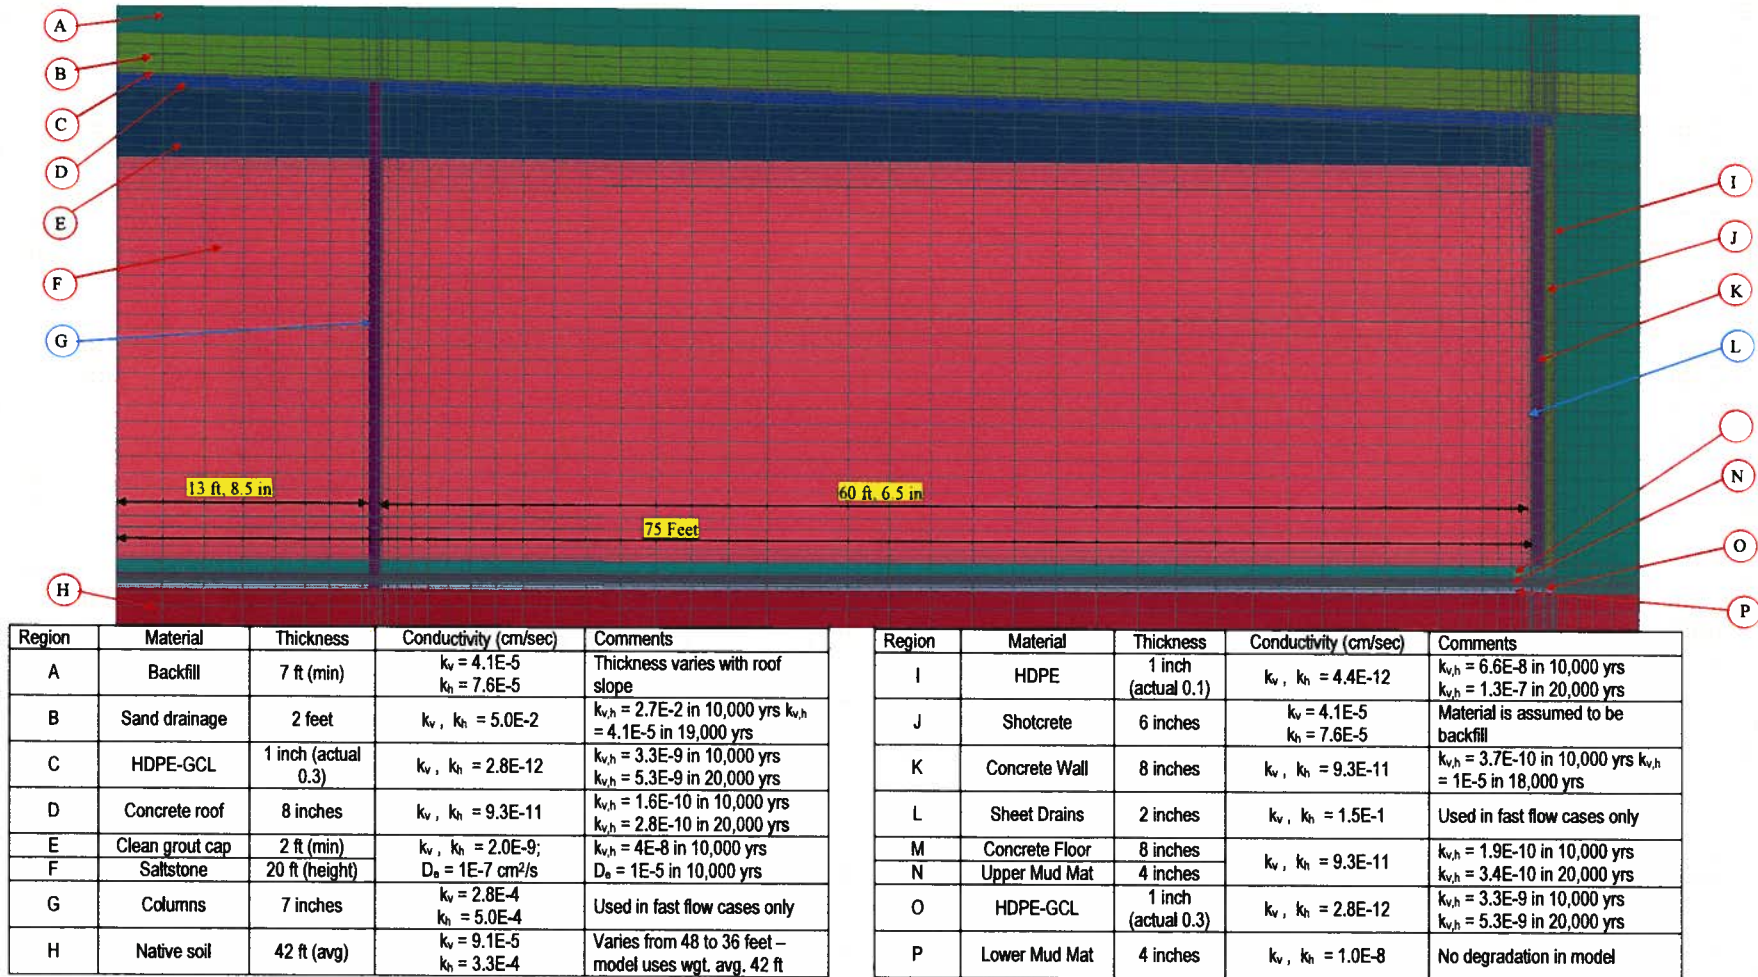 A
B
C
D
E
F
G
H
I
J
K
L
N
O
P
13 ft, 8.5 in
60 ft, 6.5 in
75 Feet
Region Material Thickness Conductivity (cm/sec) Comments
A Backfill 7 ft (min) kv = 4.1E-5 Thickness varies with roof
kh = 7.6E-5 slope
B Sand drainage 2 feet kv , kh = 5.0E-2 kv,h = 2.7E-2 in 10,000 yrs kv,h
= 4.1E-5 in 19,000 yrs
C HDPE-GCL 1 inch (actual 0.3) kv , kh = 2.8E-12 kv,h = 3.3E-9 in 10,000 yrs
kv,h = 5.3E-9 in 20,000 yrs
D Concrete roof 8 inches kv , kh = 9.3E-11 kv,h = 1.6E-10 in 10,000 yrs
kv,h = 2.8E-10 in 20,000 yrs
E Clean grout cap 2 ft (min) kv , kh = 2.0E-9; kv,h = 4E-8 in 10,000 yrs
F Saltstone 20 ft (height) De = 1E-7 cm²/s De = 1E-5 in 10,000 yrs
G Columns 7 inches kv = 2.8E-4 Used in fast flow cases only
kh = 5.0E-4
H Native soil 42 ft (avg) kv = 9.1E-5 Varies from 48 to 36 feet –
kh = 3.3E-4 model uses wgt. avg. 42 ft
Region Material Thickness Conductivity (cm/sec) Comments
I HDPE 1 inch (actual 0.1) kv , kh = 4.4E-12 kv,h = 6.6E-8 in 10,000 yrs
kv,h = 1.3E-7 in 20,000 yrs
J Shotcrete 6 inches kv = 4.1E-5 Material is assumed to be
kh = 7.6E-5 backfill
K Concrete Wall 8 inches kv , kh = 9.3E-11 kv,h = 3.7E-10 in 10,000 yrs kv,h
= 1E-5 in 18,000 yrs
L Sheet Drains 2 inches kv , kh = 1.5E-1 Used in fast flow cases only
M Concrete Floor 8 inches kv , kh = 9.3E-11 kv,h = 1.9E-10 in 10,000 yrs
N Upper Mud Mat 4 inches kv,h = 3.4E-10 in 20,000 yrs
O HDPE-GCL 1 inch (actual 0.3) kv , kh = 2.8E-12 kv,h = 3.3E-9 in 10,000 yrs
kv,h = 5.3E-9 in 20,000 yrs
P Lower Mud Mat 4 inches kv , kh = 1.0E-8 No degradation in model